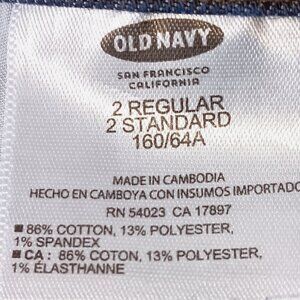 OLD NAVY
SAN FRANCISCO
CALIFORNIA
2 REGULAR
2 STANDARD
160/64A
MADE IN CAMBODIA
HECHO EN CAMBOYA CON INSUMOS IMPORTADO
RN 54023 CA 17897
■ 86% COTTON, 13% POLYESTER,
1% SPANDEX
■ CA : 86% COTON, 13% POLYESTER,
1% ÉLASTHANNE